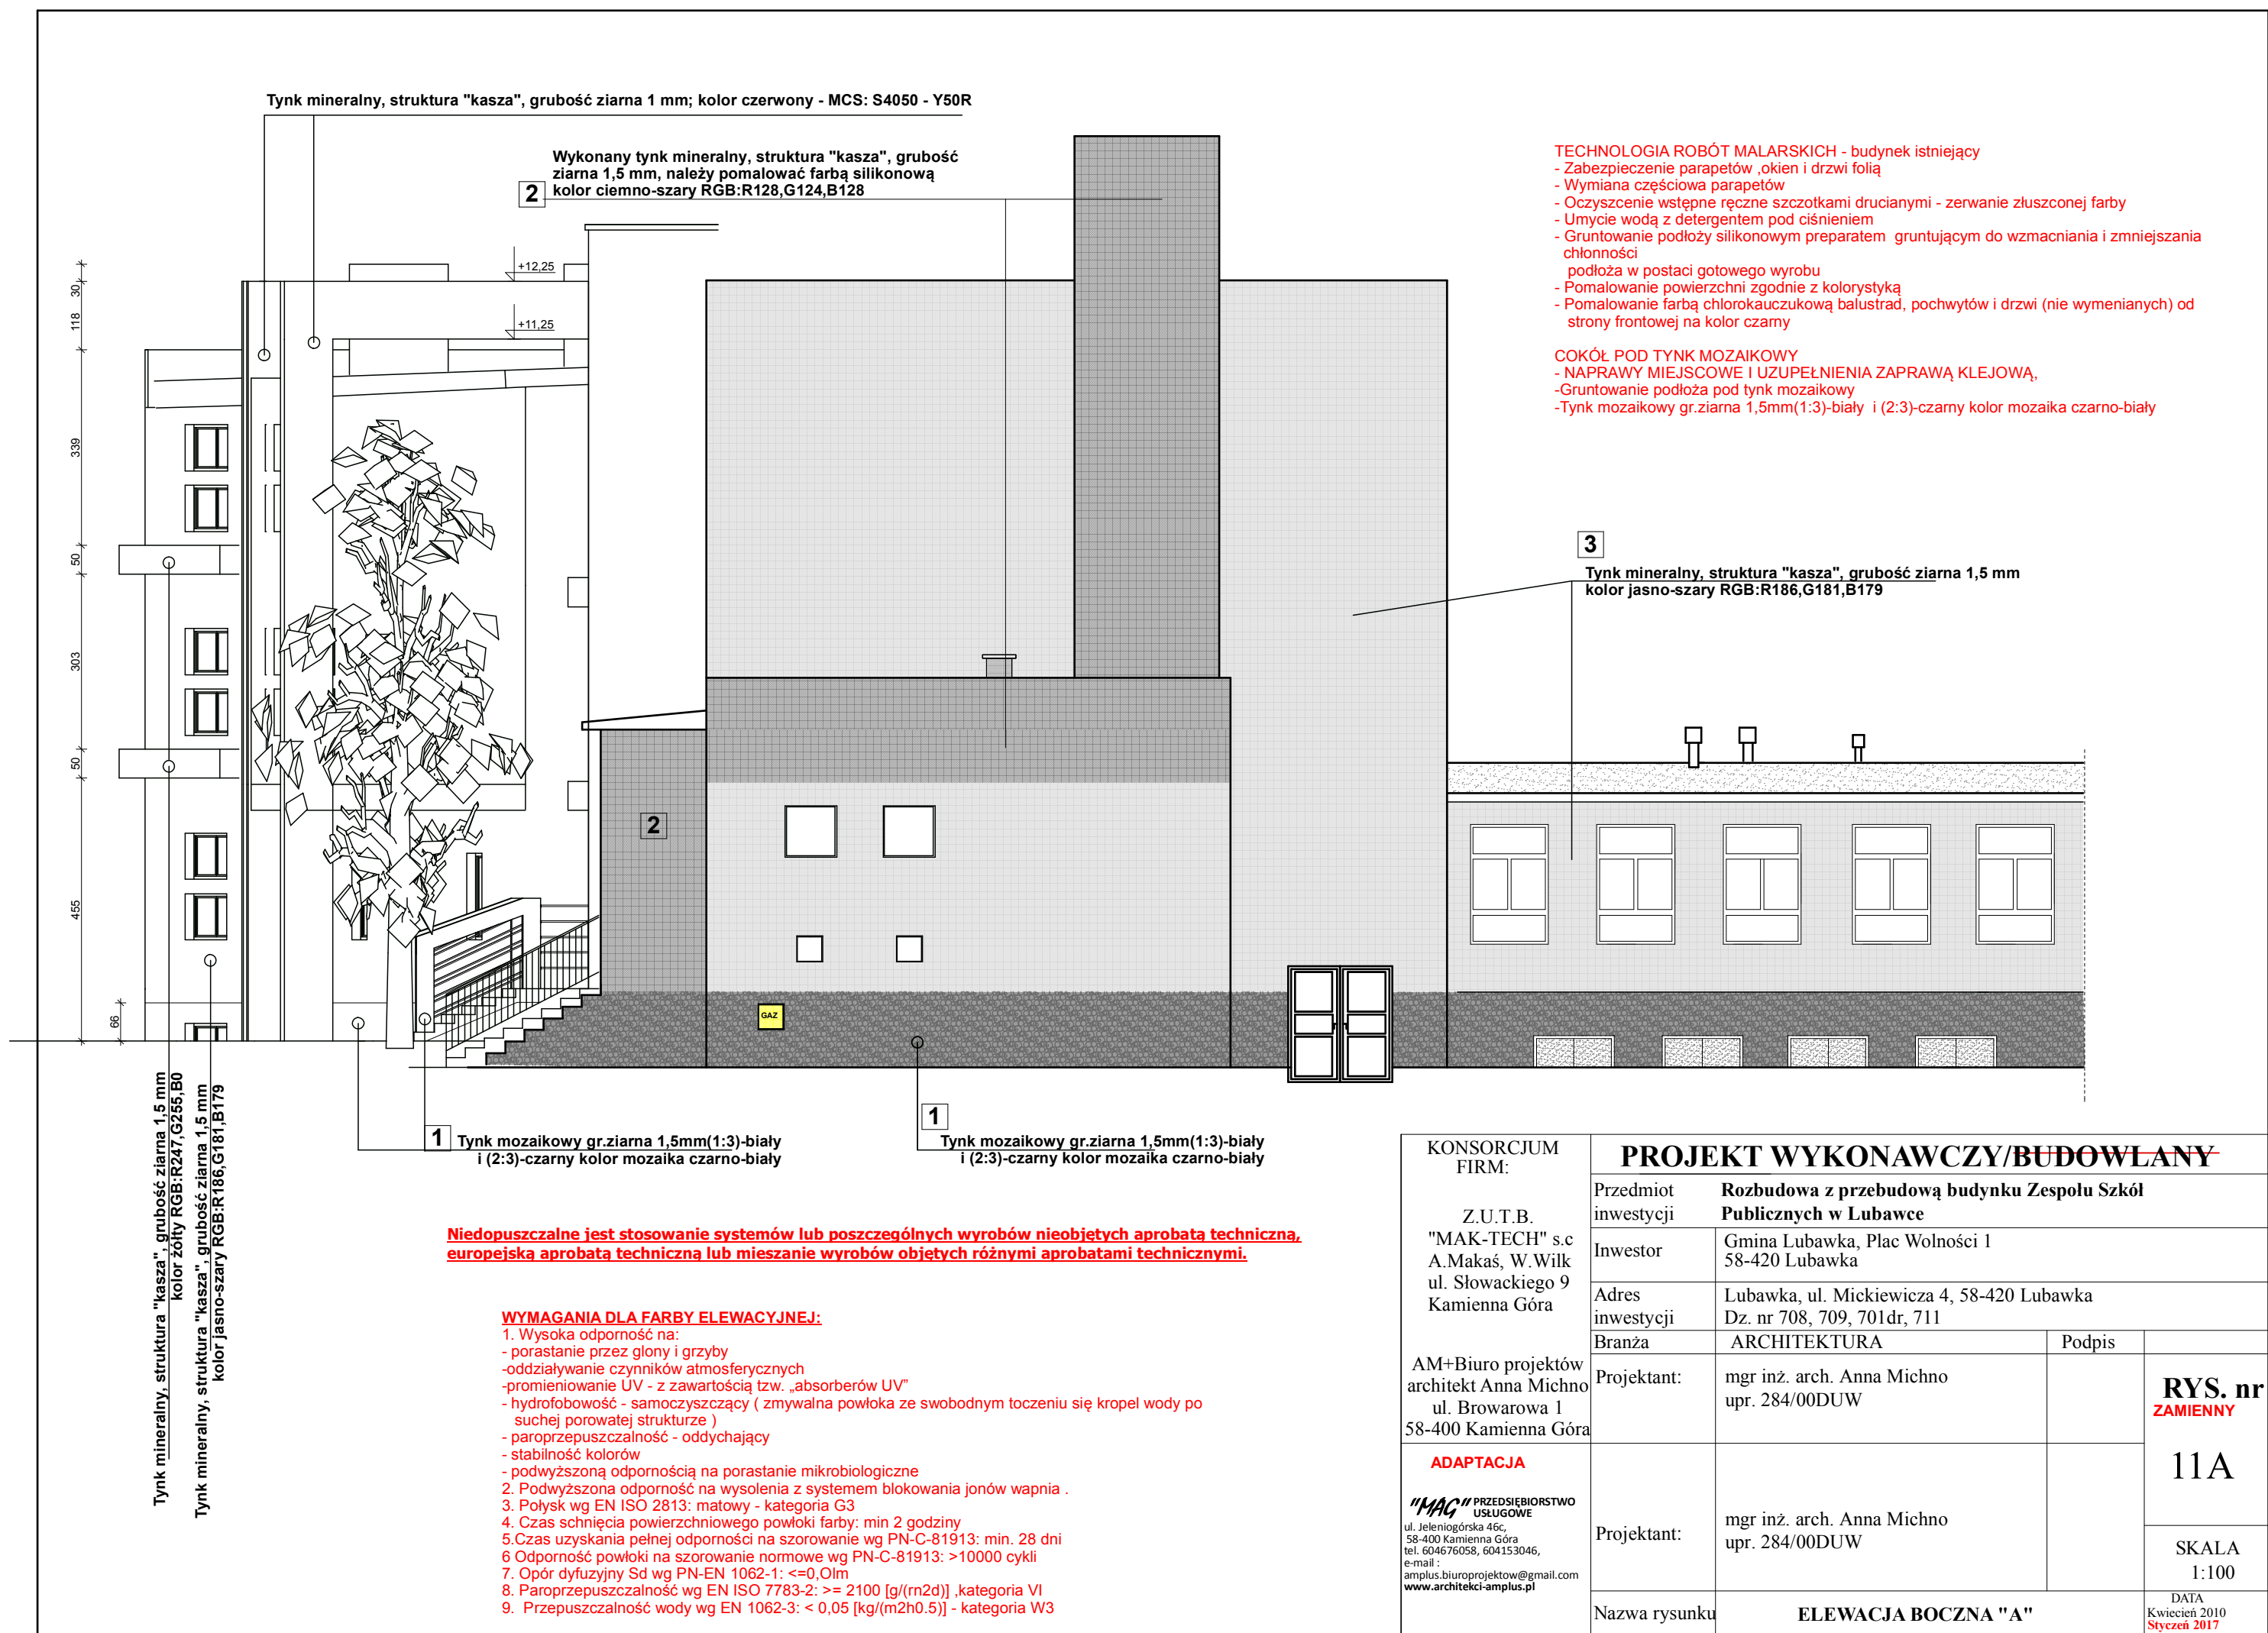 Tynk mineralny, struktura "kasza", grubość ziarna 1 mm; kolor czerwony - MCS: S4050 - Y50R
Wykonany tynk mineralny, struktura "kasza", grubość
ziarna 1,5 mm, należy pomalować farbą silikonową
kolor ciemno-szary RGB:R128,G124,B128
2
TECHNOLOGIA ROBÓT MALARSKICH - budynek istniejący
- Zabezpieczenie parapetów ,okien i drzwi folią
- Wymiana częściowa parapetów
- Oczyszcenie wstępne ręczne szczotkami drucianymi - zerwanie złuszconej farby
- Umycie wodą z detergentem pod ciśnieniem
- Gruntowanie podłoży silikonowym preparatem gruntującym do wzmacniania i zmniejszania
chłonności
podłoża w postaci gotowego wyrobu
- Pomalowanie powierzchni zgodnie z kolorystyką
- Pomalowanie farbą chlorokauczukową balustrad, pochwytów i drzwi (nie wymenianych) od
strony frontowej na kolor czarny
COKÓŁ POD TYNK MOZAIKOWY
- NAPRAWY MIEJSCOWE I UZUPEŁNIENIA ZAPRAWĄ KLEJOWĄ,
-Gruntowanie podłoża pod tynk mozaikowy
-Tynk mozaikowy gr.ziarna 1,5mm(1:3)-biały i (2:3)-czarny kolor mozaika czarno-biały
+12,25
+11,25
30
118
339
50
303
50
455
66
3
Tynk mineralny, struktura "kasza", grubość ziarna 1,5 mm
kolor jasno-szary RGB:R186,G181,B179
2
GAZ
Tynk mineralny, struktura "kasza", grubość ziarna 1,5 mm
kolor żółty RGB:R247,G255,B0
Tynk mineralny, struktura "kasza", grubość ziarna 1,5 mm
kolor jasno-szary RGB:R186,G181,B179
1
Tynk mozaikowy gr.ziarna 1,5mm(1:3)-biały
i (2:3)-czarny kolor mozaika czarno-biały
1
Tynk mozaikowy gr.ziarna 1,5mm(1:3)-biały
i (2:3)-czarny kolor mozaika czarno-biały
Niedopuszczalne jest stosowanie systemów lub poszczególnych wyrobów nieobjętych aprobatą techniczną,
europejską aprobatą techniczną lub mieszanie wyrobów objętych różnymi aprobatami technicznymi.
WYMAGANIA DLA FARBY ELEWACYJNEJ:
1. Wysoka odporność na:
- porastanie przez glony i grzyby
-oddziaływanie czynników atmosferycznych
-promieniowanie UV - z zawartością tzw. „absorberów UV”
- hydrofobowość - samoczyszczący ( zmywalna powłoka ze swobodnym toczeniu się kropel wody po
suchej porowatej strukturze )
- paroprzepuszczalność - oddychający
- stabilność kolorów
- podwyższoną odpornością na porastanie mikrobiologiczne
2. Podwyższona odporność na wysolenia z systemem blokowania jonów wapnia .
3. Połysk wg EN ISO 2813: matowy - kategoria G3
4. Czas schnięcia powierzchniowego powłoki farby: min 2 godziny
5.Czas uzyskania pełnej odporności na szorowanie wg PN-C-81913: min. 28 dni
6 Odporność powłoki na szorowanie normowe wg PN-C-81913: >10000 cykli
7. Opór dyfuzyjny Sd wg PN-EN 1062-1: <=0,Olm
8. Paroprzepuszczalność wg EN ISO 7783-2: >= 2100 [g/(rn2d)] ,kategoria VI
9. Przepuszczalność wody wg EN 1062-3: < 0,05 [kg/(m2h0.5)] - kategoria W3
KONSORCJUM
FIRM:
Z.U.T.B.
"MAK-TECH" s.c
A.Makaś, W.Wilk
ul. Słowackiego 9
Kamienna Góra
AM+Biuro projektów
architekt Anna Michno
ul. Browarowa 1
58-400 Kamienna Góra
ADAPTACJA
"MAG" PRZEDSIĘBIORSTWO
USŁUGOWE
ul. Jeleniogórska 46c,
58-400 Kamienna Góra
tel. 604676058, 604153046,
e-mail :
amplus.biuroprojektow@gmail.com
www.architekci-amplus.pl
PROJEKT WYKONAWCZY/BUDOWLANY
Przedmiot
inwestycji
Rozbudowa z przebudową budynku Zespołu Szkół
Publicznych w Lubawce
Inwestor
Gmina Lubawka, Plac Wolności 1
58-420 Lubawka
Adres
inwestycji
Lubawka, ul. Mickiewicza 4, 58-420 Lubawka
Dz. nr 708, 709, 701dr, 711
Branża
ARCHITEKTURA
Podpis
Projektant:
mgr inż. arch. Anna Michno
upr. 284/00DUW
RYS. nr
ZAMIENNY
11A
Projektant:
mgr inż. arch. Anna Michno
upr. 284/00DUW
SKALA
1:100
Nazwa rysunku
ELEWACJA BOCZNA "A"
DATA
Kwiecień 2010
Styczeń 2017